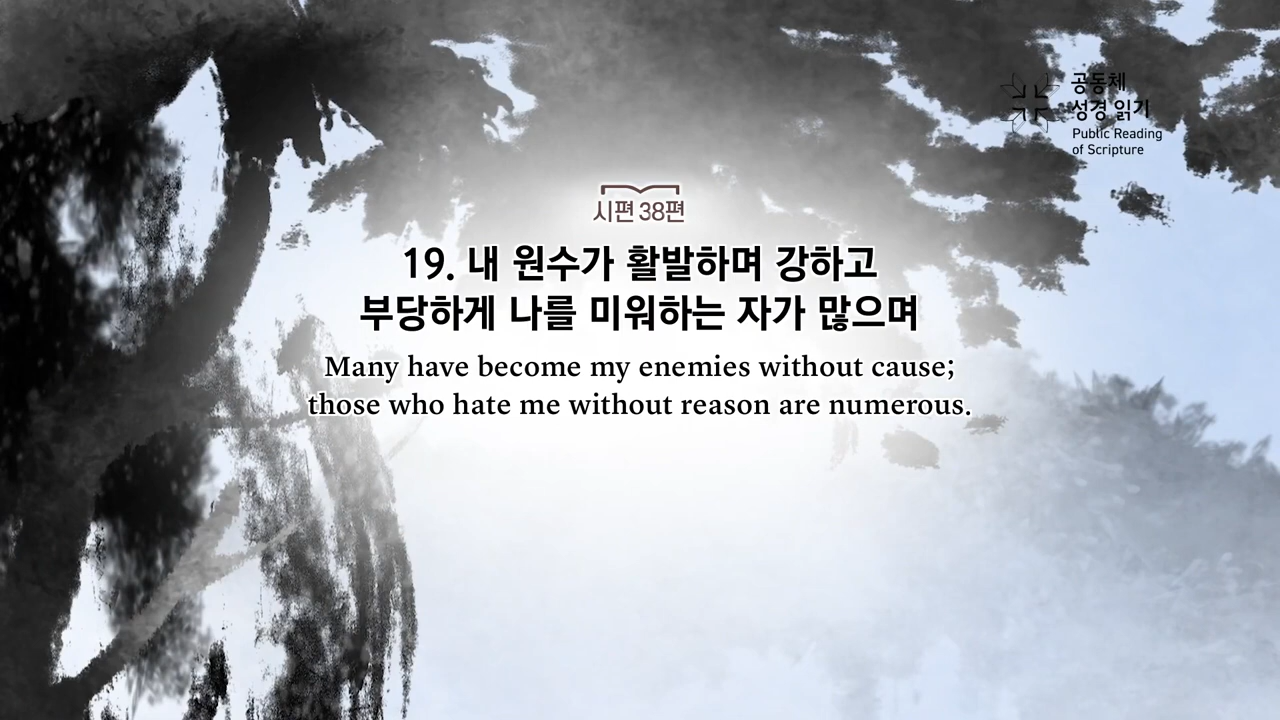 공동체
성경 읽기
Public Reading
of Scripture
시편 38편
19. 내 원수가 활발하며 강하고
부당하게 나를 미워하는 자가 많으며
Many have become my enemies without cause;
those who hate me without reason are numerous.